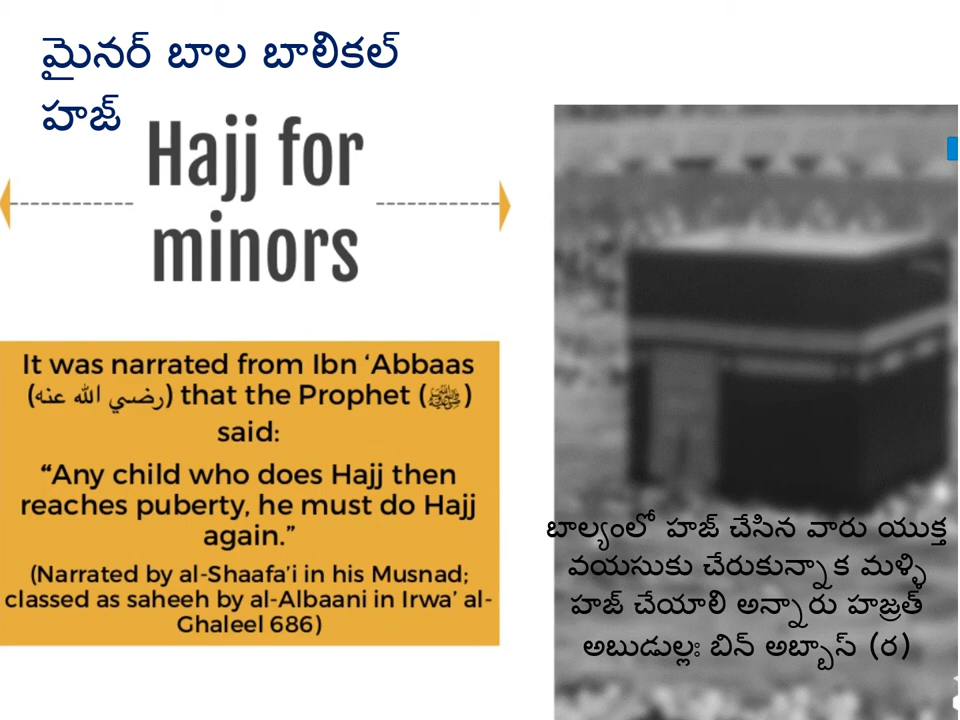 మైనర్ బాల బాలికల్
హజ్
Hajj for
minors
It was narrated from Ibn ‘Abbaas
(رضي الله عنه) that the Prophet (ﷺ)
said:
“Any child who does Hajj then
reaches puberty, he must do Hajj
again.”
(Narrated by al-Shaafa’i in his Musnad;
classed as saheeh by al-Albaani in Irwa’ al-
Ghaleel 686)
బాల్యంలో హజ్ చేసిన వారు యుక్త
వయసుకు చేరుకున్నాక మళ్ళి
హజ్ చేయాలి అన్నారు హజ్రత్
అబుడుల్లః బిన్ అబ్బాస్ (ర)